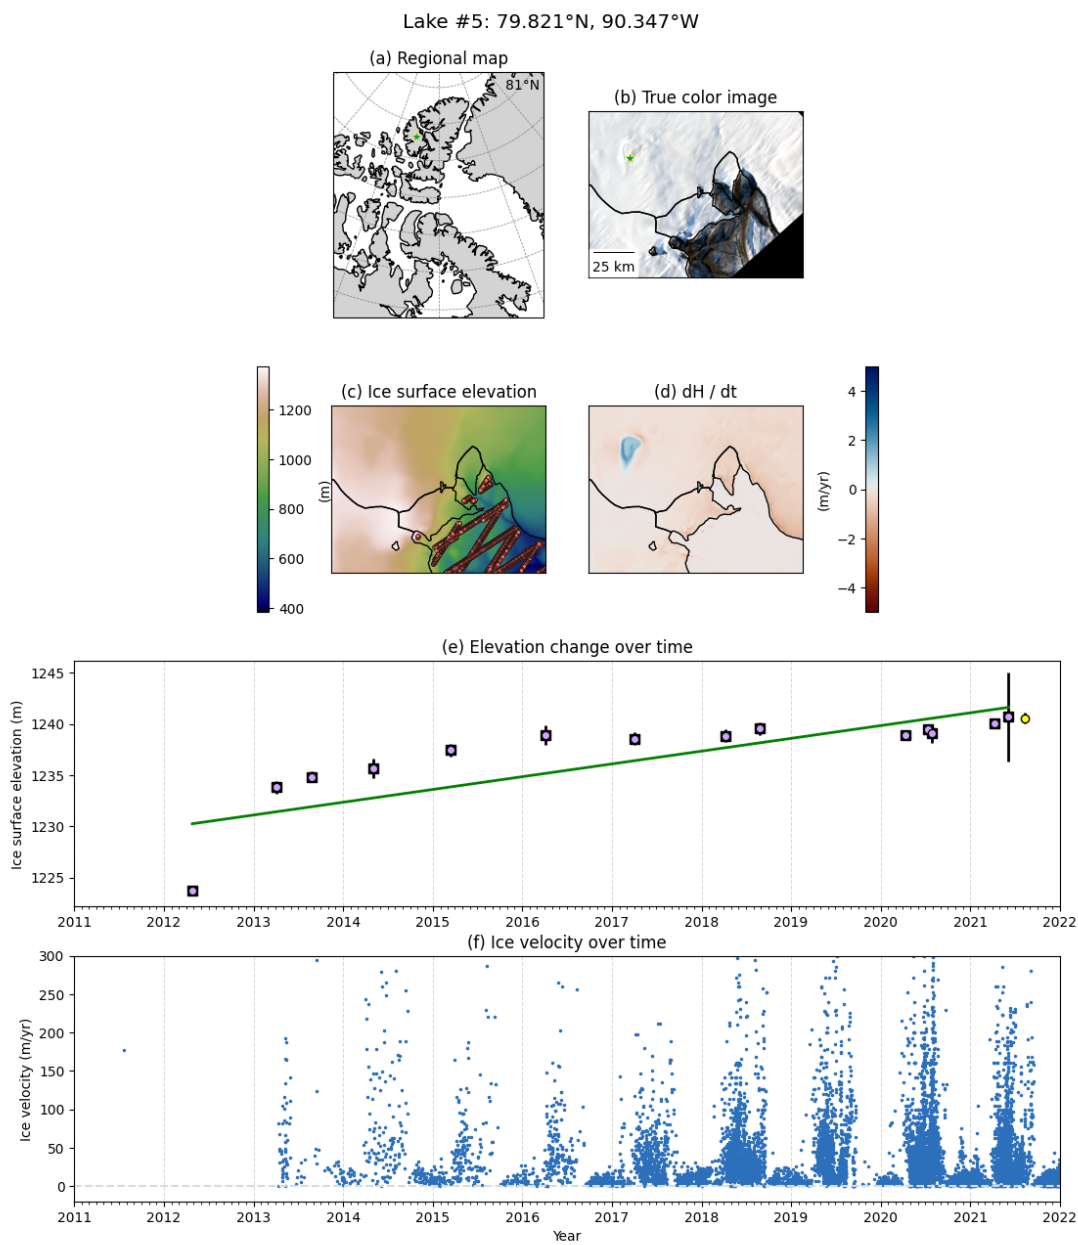 Lake #5: 79.821°N, 90.347°W
(a) Regional map
81°N
(b) True color image
25 km
(c) Ice surface elevation
1200
1000
800
600
400
(m)
(d) dH / dt
4
2
0
−2
−4
(m/yr)
(e) Elevation change over time
1245
1240
1235
1230
1225
Ice surface elevation (m)
2011 2012 2013 2014 2015 2016 2017 2018 2019 2020 2021 2022
(f) Ice velocity over time
300
250
200
150
100
50
0
Ice velocity (m/yr)
2011 2012 2013 2014 2015 2016 2017 2018 2019 2020 2021 2022
Year